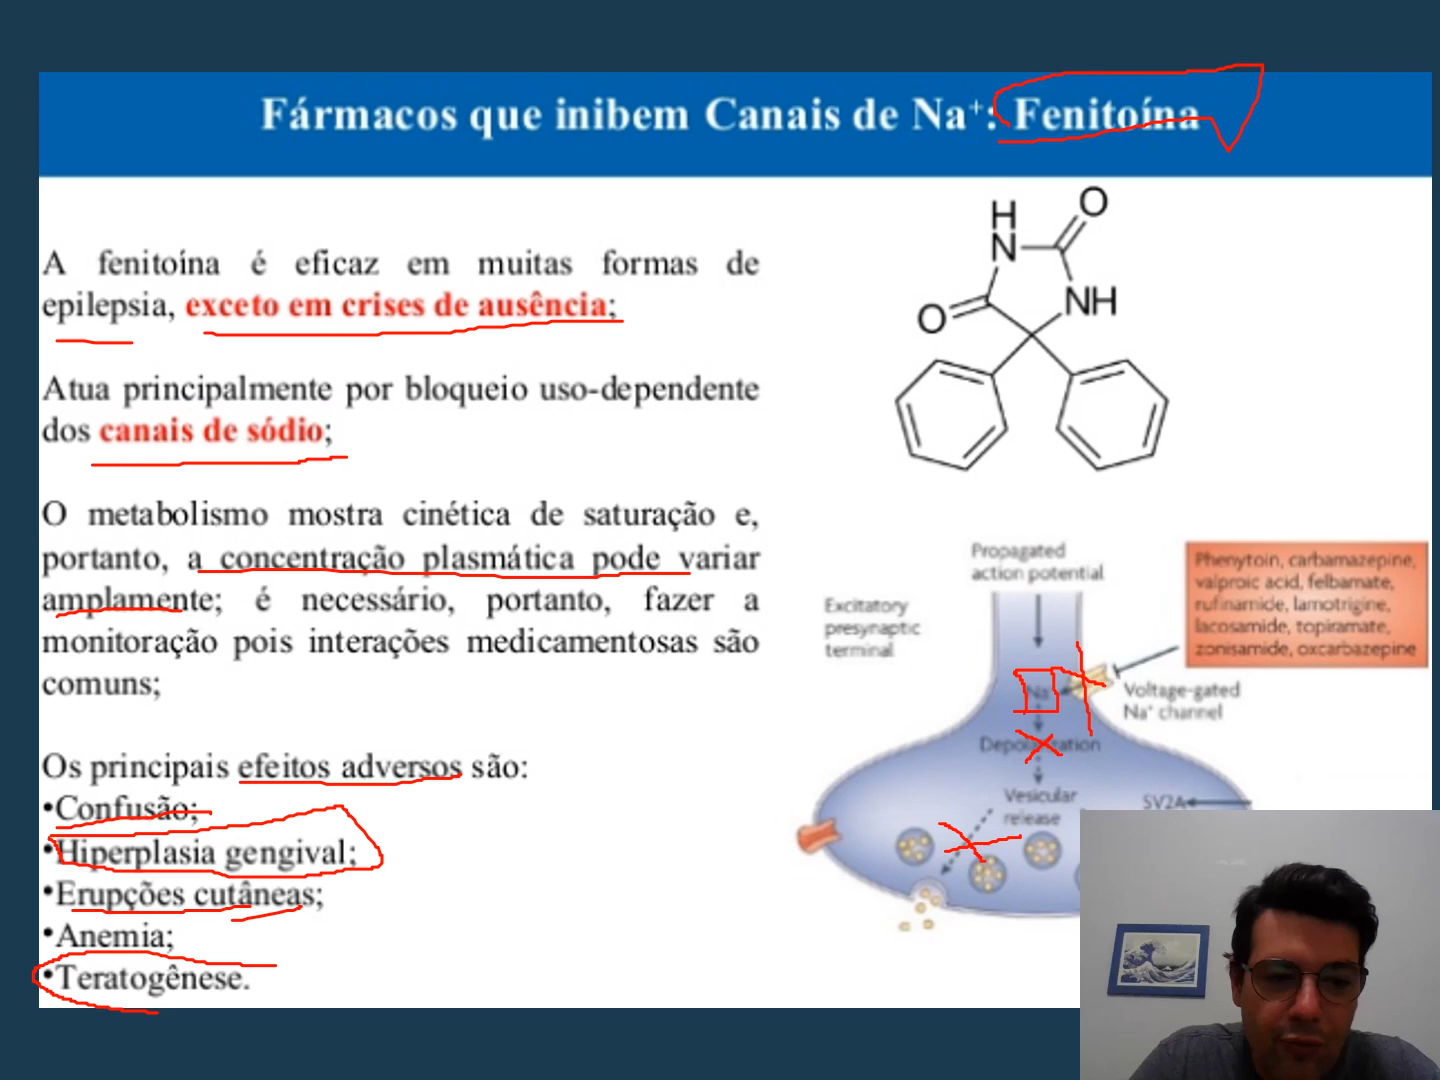 Fármacos que inibem Canais de Na⁺: Fenitoína
A fenitoína é eficaz em muitas formas de
epilepsia, exceto em crises de ausência;
Atua principalmente por bloqueio uso-dependente
dos canais de sódio;
O metabolismo mostra cinética de saturação e,
portanto, a concentração plasmática pode variar
amplamente; é necessário, portanto, fazer a
monitoração pois interações medicamentosas são
comuns;
Os principais efeitos adversos são:
•Confusão;
•Hiperplasia gengival;
•Erupções cutâneas;
•Anemia;
•Teratogênese.
H
N
O
NH
O
Propagated
action potential
Excitatory
presynaptic
terminal
Phenytoin, carbamazepine,
valproic acid, felbamate,
rufinamide, lamotrigine,
lacosamide, topiramate,
zonisamide, oxcarbazepine
Na⁺
Voltage-gated
Na⁺ channel
Depolarization
Vesicular
release
SV2A